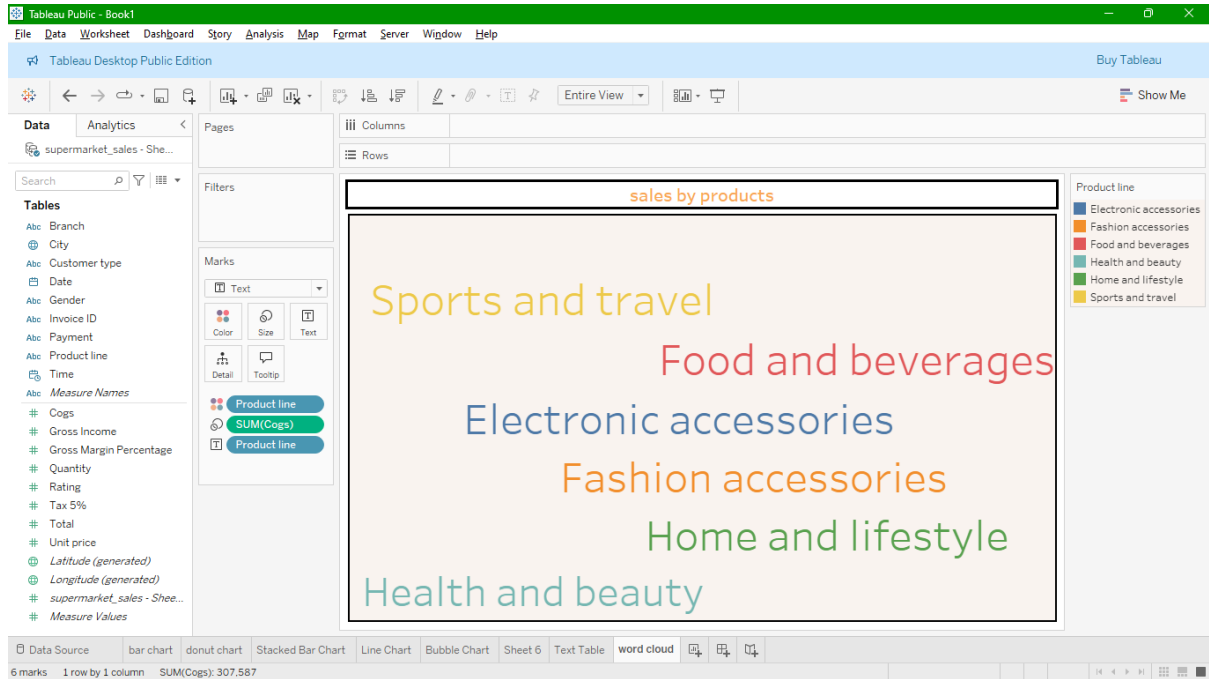 Tableau Public - Book1
File Data Worksheet Dashboard Story Analysis Map Format Server Window Help
Tableau Desktop Public Edition
Buy Tableau
Entire View
Show Me
Data Analytics
supermarket_sales - She...
Search
Tables
Abc Branch
City
Abc Customer type
Date
Abc Gender
Abc Invoice ID
Abc Payment
Abc Product line
Time
Abc Measure Names
# Cogs
# Gross Income
# Gross Margin Percentage
# Quantity
# Rating
# Tax 5%
# Total
# Unit price
Latitude (generated)
Longitude (generated)
# supermarket_sales - Shee...
# Measure Values
Pages
Filters
Marks
T Text
Color Size Text
Detail Tooltip
Product line
SUM(Cogs)
Product line
Columns
Rows
sales by products
Sports and travel
Food and beverages
Electronic accessories
Fashion accessories
Home and lifestyle
Health and beauty
Product line
Electronic accessories
Fashion accessories
Food and beverages
Health and beauty
Home and lifestyle
Sports and travel
Data Source bar chart donut chart Stacked Bar Chart Line Chart Bubble Chart Sheet 6 Text Table word cloud
6 marks 1 row by 1 column SUM(Cogs): 307,587